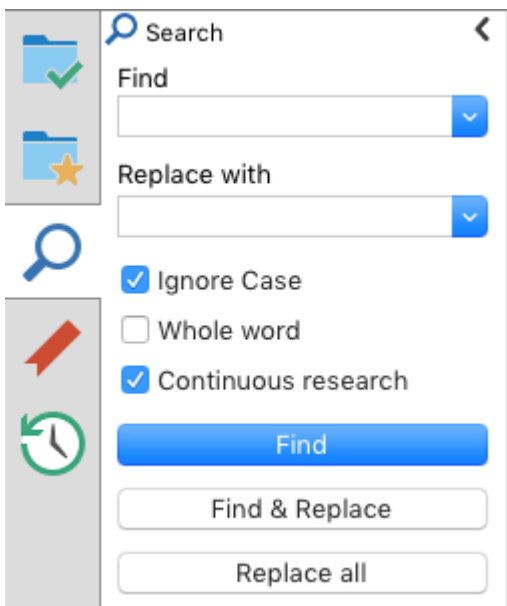 Search
Find
Replace with
Ignore Case
Whole word
Continuous research
Find
Find & Replace
Replace all